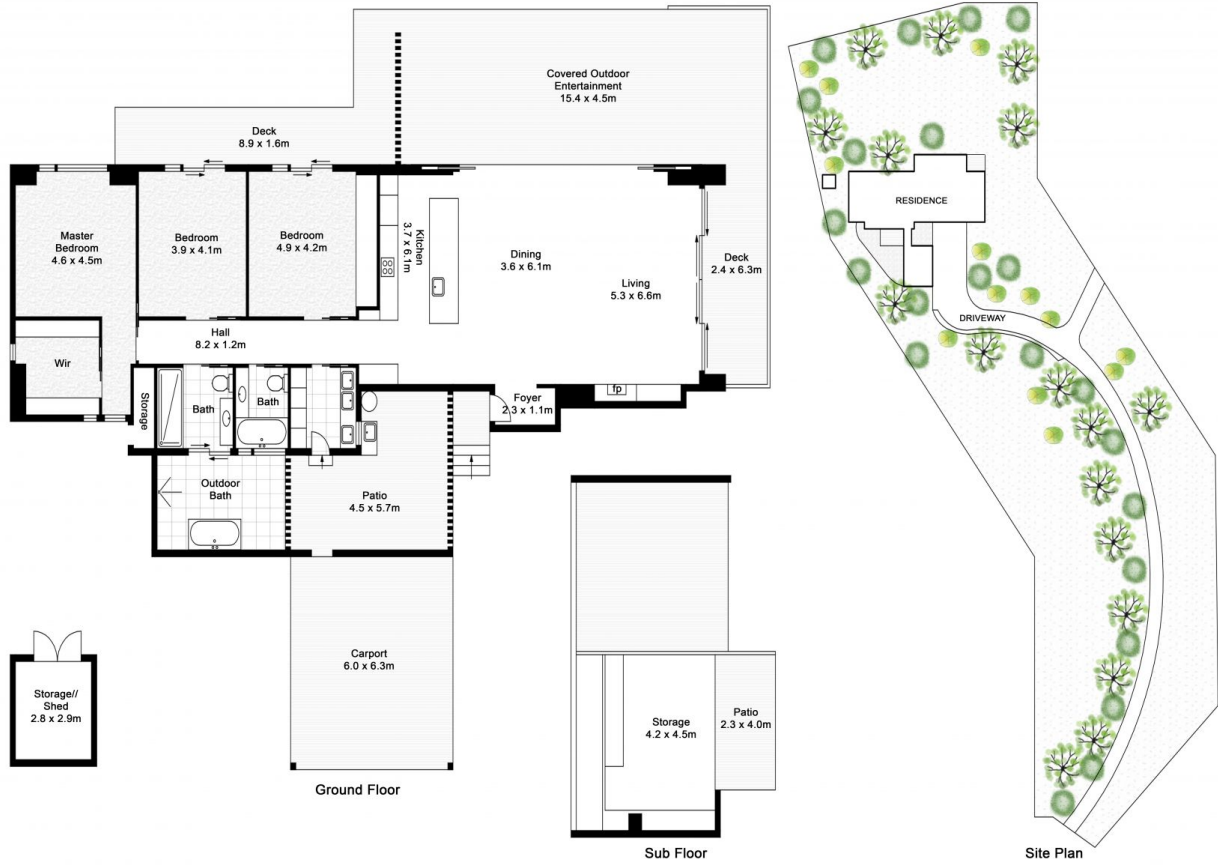 Covered Outdoor
Entertainment
15.4 x 4.5m
Deck
8.9 x 1.6m
Master
Bedroom
4.6 x 4.5m
Bedroom
3.9 x 4.1m
Bedroom
4.9 x 4.2m
Kitchen
3.7 x 6.1m
Dining
3.6 x 6.1m
Living
5.3 x 6.6m
Deck
2.4 x 6.3m
Hall
8.2 x 1.2m
Wir
Storage
Bath
Bath
Foyer
2.3 x 1.1m
fp
Outdoor
Bath
Patio
4.5 x 5.7m
Carport
6.0 x 6.3m
Storage//
Shed
2.8 x 2.9m
Ground Floor
Storage
4.2 x 4.5m
Patio
2.3 x 4.0m
Sub Floor
RESIDENCE
DRIVEWAY
Site Plan